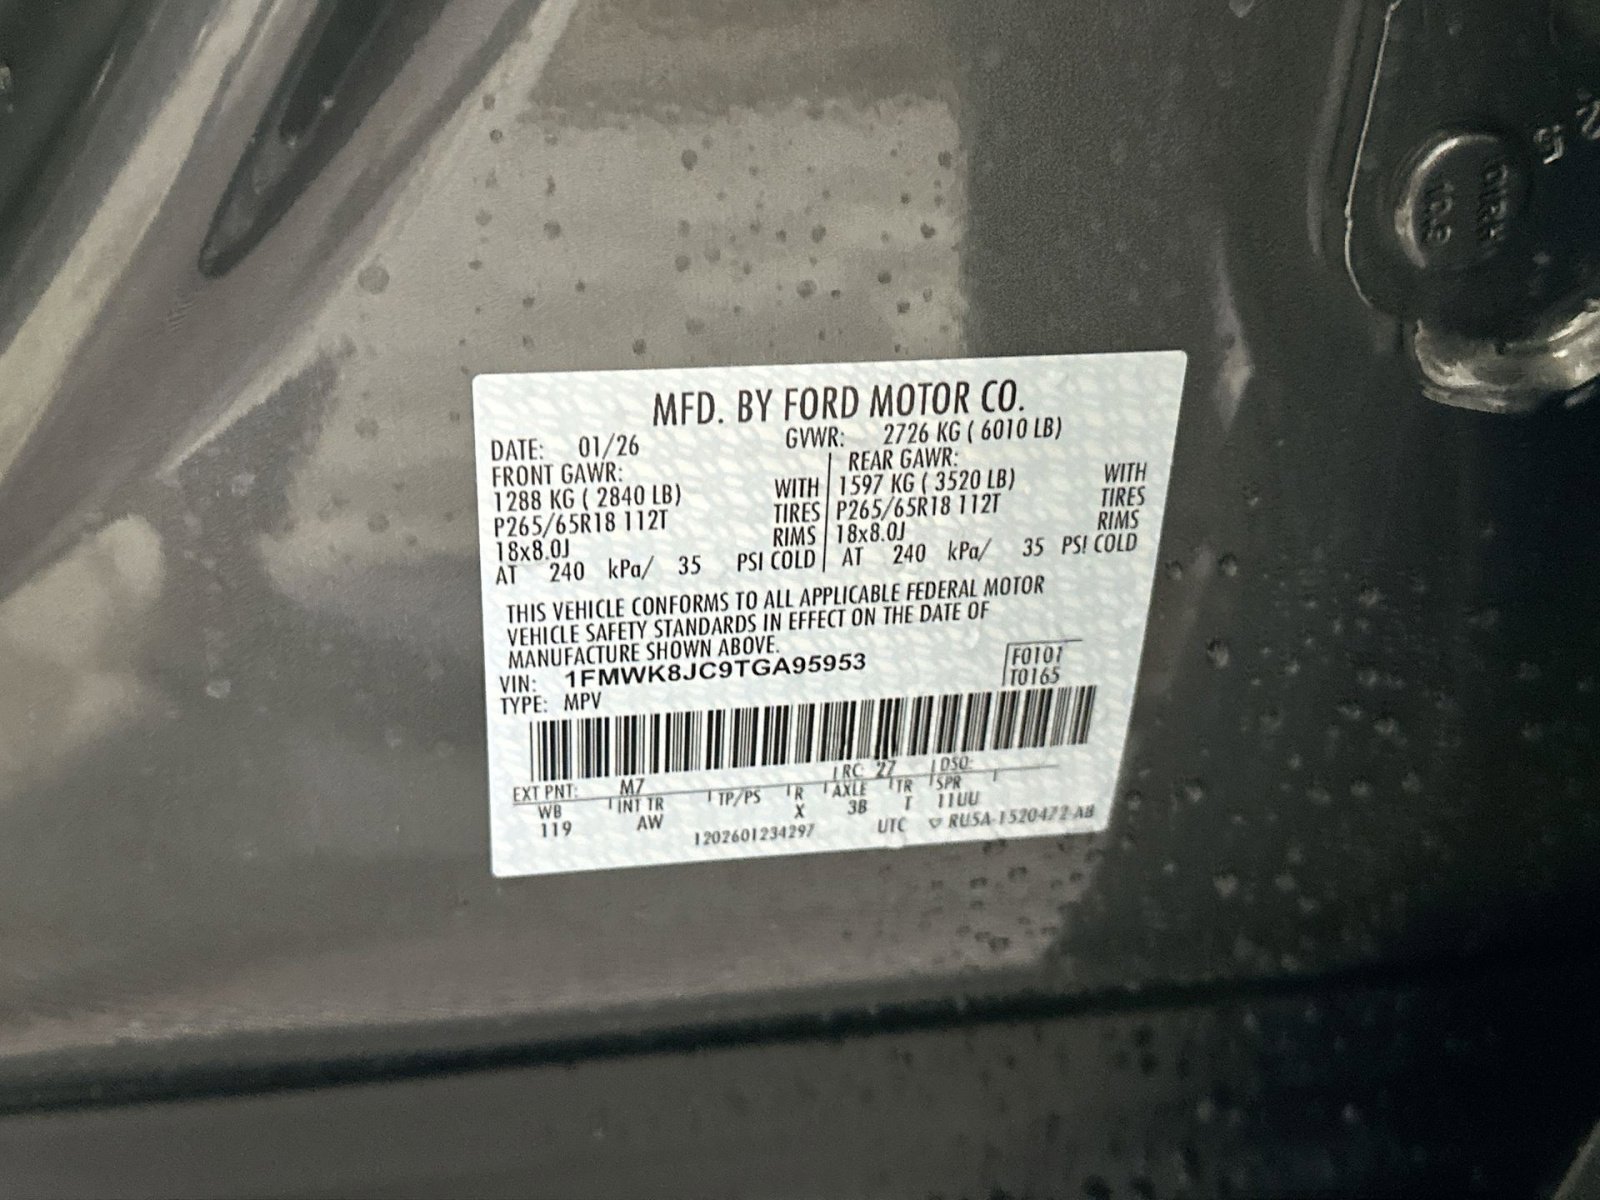 MFD. BY FORD MOTOR CO.
DATE: 01/26 GVWR: 2726 KG ( 6010 LB)
FRONT GAWR: REAR GAWR:
1288 KG ( 2840 LB) WITH 1597 KG ( 3520 LB) WITH
P265/65R18 112T TIRES P265/65R18 112T TIRES
18x8.0J RIMS 18x8.0J RIMS
AT 240 kPa/ 35 PSI COLD AT 240 kPa/ 35 PSI COLD
THIS VEHICLE CONFORMS TO ALL APPLICABLE FEDERAL MOTOR
VEHICLE SAFETY STANDARDS IN EFFECT ON THE DATE OF
MANUFACTURE SHOWN ABOVE.
VIN: 1FMWK8JC9TGA95953 F0101
TYPE: MPV T0165
EXT PNT: M7 RC: 27 DSO:
WB INT TR TP/PS R AXLE TR SPR
119 AW X 3B T 11UU
1202601234297 UTC RU5A-1520472-AB
5
DIRK
10.2